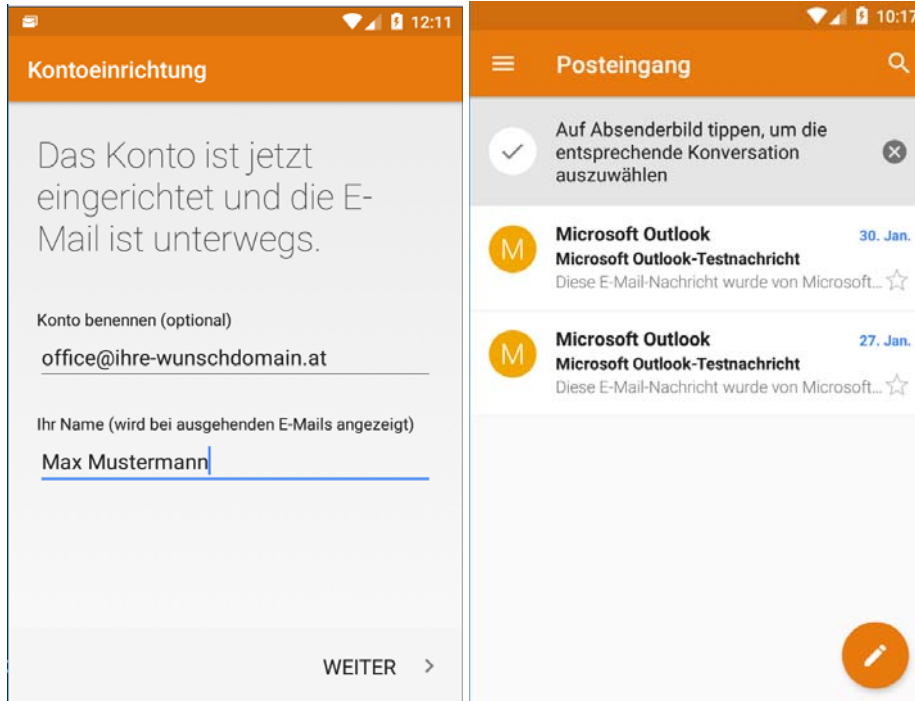 12:11
Kontoeinrichtung
Das Konto ist jetzt
eingerichtet und die E-
Mail ist unterwegs.
Konto benennen (optional)
office@ihre-wunschdomain.at
Ihr Name (wird bei ausgehenden E-Mails angezeigt)
Max Mustermann
WEITER
10:17
Posteingang
Auf Absenderbild tippen, um die
entsprechende Konversation
auszuwählen
M
Microsoft Outlook 30. Jan.
Microsoft Outlook-Testnachricht
Diese E-Mail-Nachricht wurde von Microsoft...
M
Microsoft Outlook 27. Jan.
Microsoft Outlook-Testnachricht
Diese E-Mail-Nachricht wurde von Microsoft...